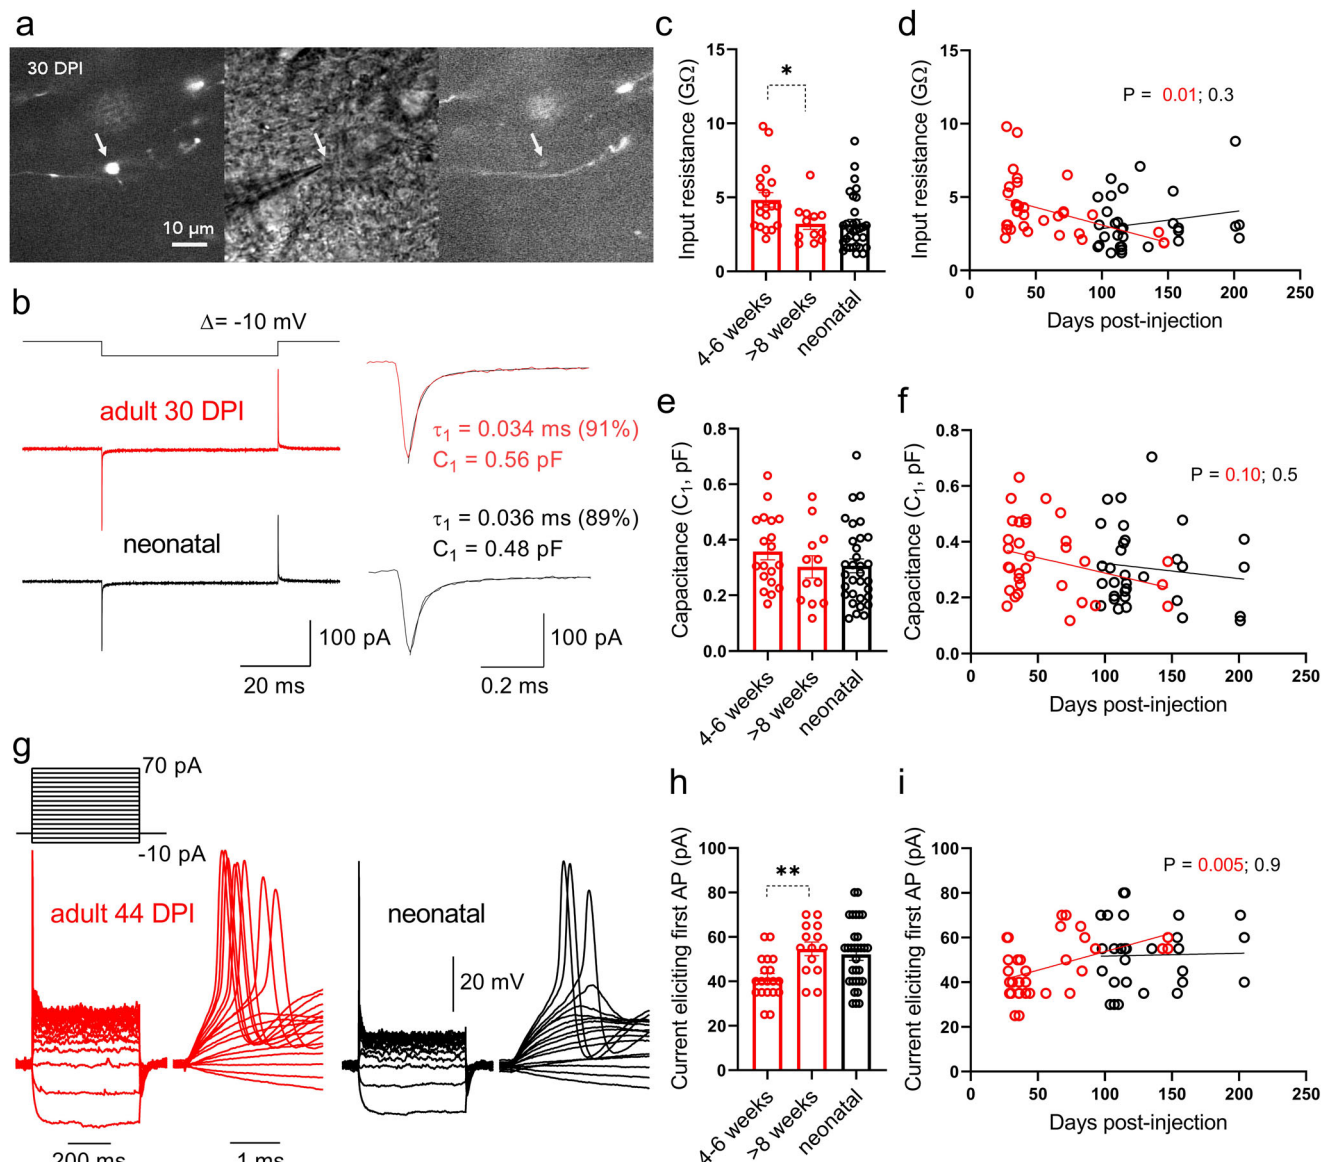 a
30 DPI
10 µm
b
Δ= -10 mV
adult 30 DPI
τ1 = 0.034 ms (91%)
C1 = 0.56 pF
neonatal
τ1 = 0.036 ms (89%)
C1 = 0.48 pF
100 pA
20 ms
100 pA
0.2 ms
c
Input resistance (GΩ)
15
10
5
0
*
4-6 weeks
>8 weeks
neonatal
d
Input resistance (GΩ)
15
10
5
0
P = 0.01; 0.3
0 50 100 150 200 250
Days post-injection
e
Capacitance (C1, pF)
0.8
0.6
0.4
0.2
0.0
4-6 weeks
>8 weeks
neonatal
f
Capacitance (C1, pF)
0.8
0.6
0.4
0.2
0.0
P = 0.10; 0.5
0 50 100 150 200 250
Days post-injection
g
70 pA
-10 pA
adult 44 DPI
neonatal
20 mV
200 ms
1 ms
h
Current eliciting first AP (pA)
100
80
60
40
20
0
**
4-6 weeks
>8 weeks
neonatal
i
Current eliciting first AP (pA)
100
80
60
40
20
0
P = 0.005; 0.9
0 50 100 150 200 250
Days post-injection